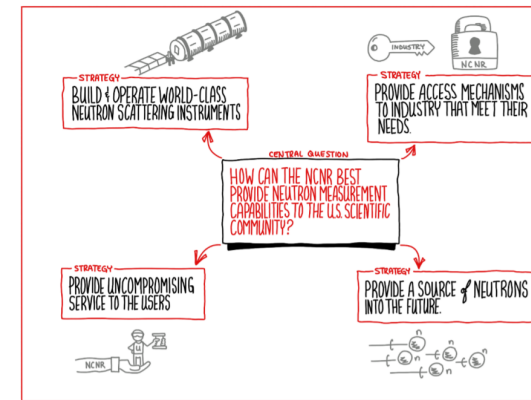 STRATEGY
BUILD & OPERATE WORLD-CLASS
NEUTRON SCATTERING INSTRUMENTS
INDUSTRY
NCNR
STRATEGY
PROVIDE ACCESS MECHANISMS
TO INDUSTRY THAT MEET THEIR
NEEDS.
CENTRAL QUESTION
HOW CAN THE NCNR BEST
PROVIDE NEUTRON MEASUREMENT
CAPABILITIES TO THE U.S. SCIENTIFIC
COMMUNITY?
STRATEGY
PROVIDE UNCOMPROMISING
SERVICE TO THE USERS
NCNR
U
STRATEGY
PROVIDE A SOURCE of NEUTRONS
INTO THE FUTURE.
n
n
n
n